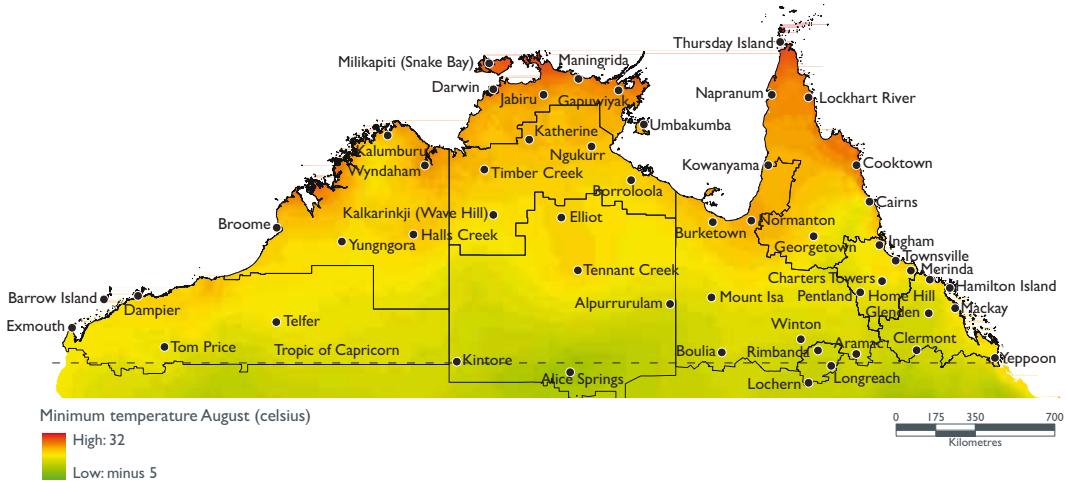 Thursday Island
Milikapiti (Snake Bay)
Maningrida
Darwin
Jabiru
Gapuwiyak
Napranum
Lockhart River
Umbakumba
Katherine
Kalumburu
Ngukurr
Wyndaham
Timber Creek
Kowanyama
Cooktown
Borroloola
Cairns
Kalkarinkji (Wave Hill)
Elliot
Broome
Halls Creek
Burketown
Normanton
Yungngora
Georgetown
Ingham
Townsville
Tennant Creek
Merinda
Charters Towers
Hamilton Island
Barrow Island
Alpurrurulam
Mount Isa
Pentland
Home Hill
Dampier
Mackay
Glenden
Exmouth
Telfer
Winton
Tom Price
Tropic of Capricorn
Kintore
Boulia
Rimbanda
Aramac
Clermont
Yeppoon
Alice Springs
Lochern
Longreach
Minimum temperature August (celsius)
High: 32
Low: minus 5
0 175 350 700
Kilometres